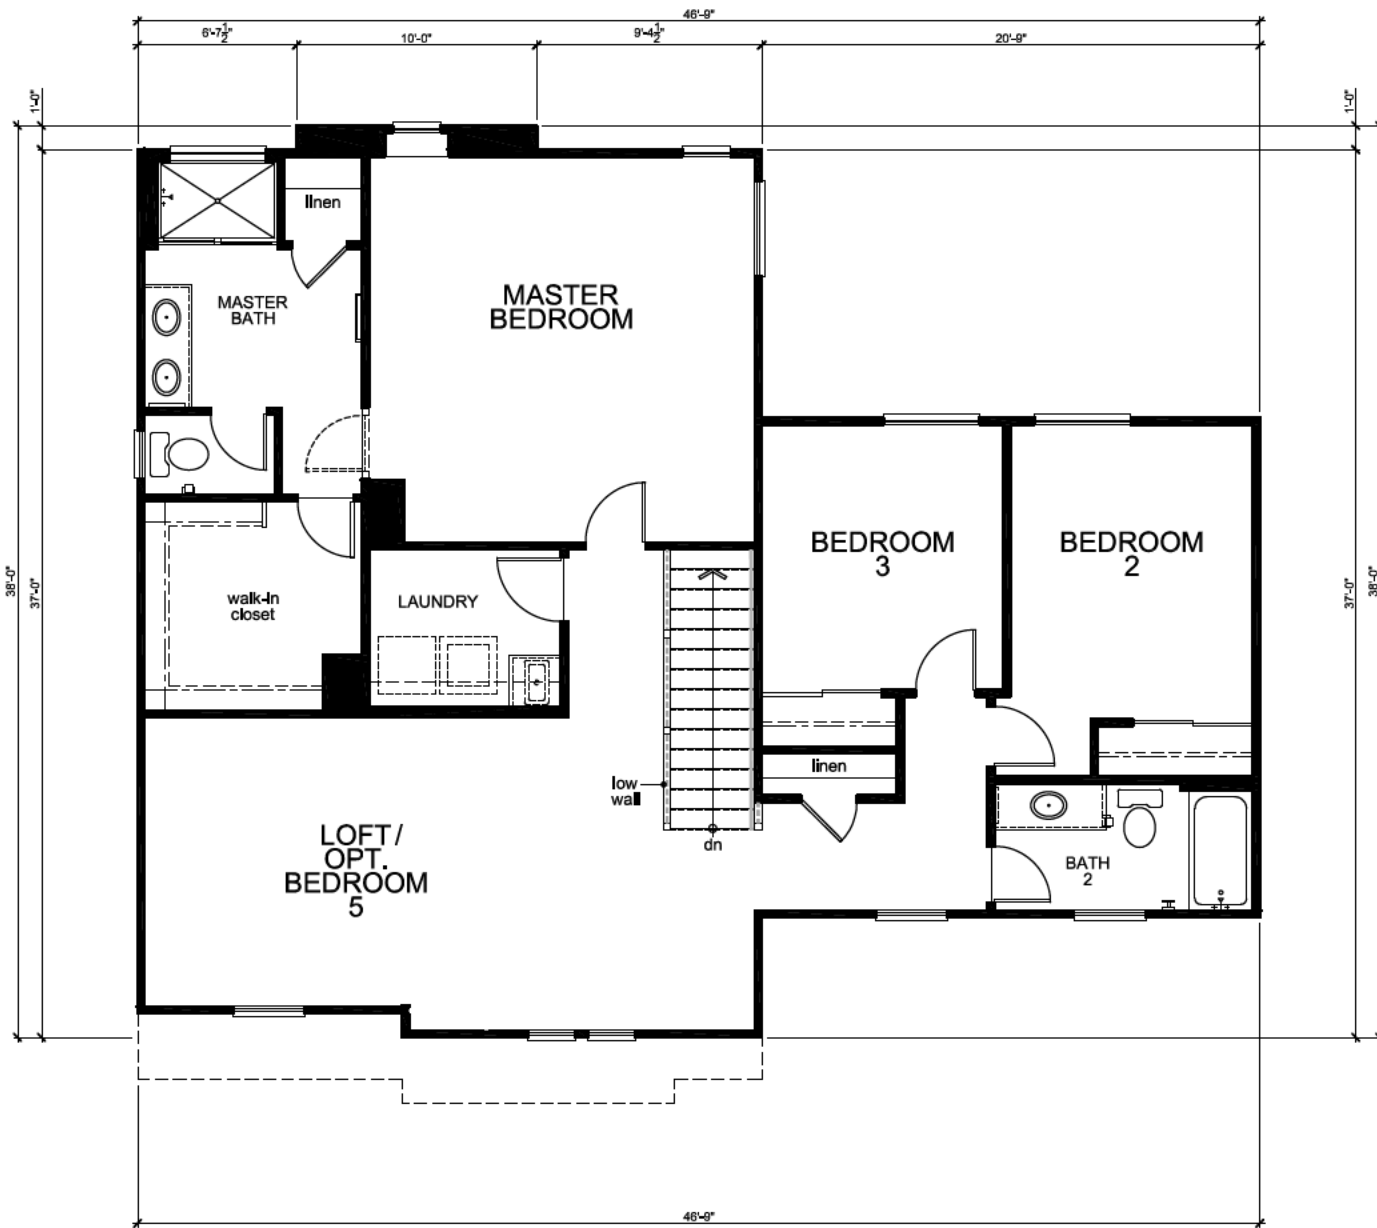 46'-9"
6'-7½" 10'-0" 9'-4½" 20'-9"
1'-0" 1'-0"
linen
MASTER
BATH
MASTER
BEDROOM
BEDROOM
3
BEDROOM
2
38'-0" 37'-0" 37'-0" 38'-0"
walk-in
closet
LAUNDRY
linen
low
wall
dn
LOFT /
OPT.
BEDROOM
5
BATH
2
46'-9"